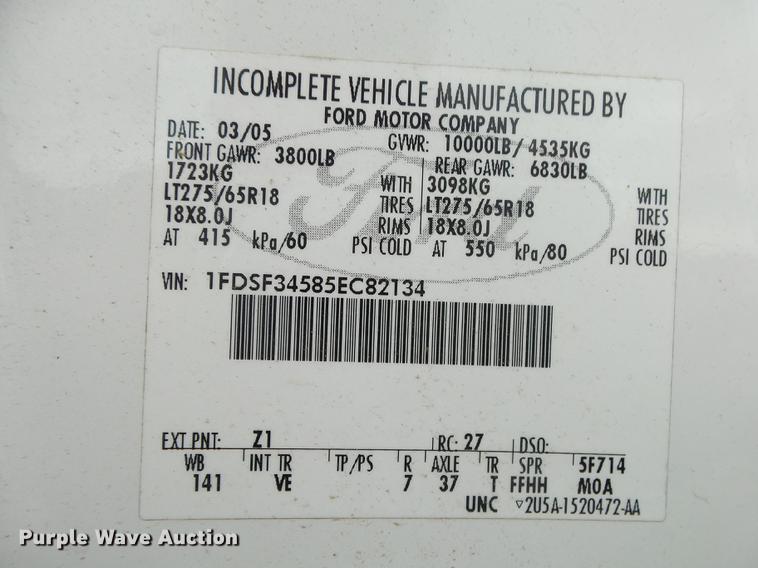 INCOMPLETE VEHICLE MANUFACTURED BY
FORD MOTOR COMPANY
DATE: 03/05 GVWR: 10000LB/ 4535KG
FRONT GAWR: 3800LB REAR GAWR: 6830LB
1723KG WITH 3098KG WITH
LT275/65R18 TIRES LT275/65R18 TIRES
18X8.0J RIMS 18X8.0J RIMS
AT 415 kPa/60 PSI COLD AT 550 kPa/80 PSI COLD
Ford
VIN: 1FDSF34585EC82134
EXT PNT: Z1 RC: 27 DSO:
WB INT TR TP/PS R AXLE TR SPR 5F714
141 VE 7 37 T FFHH M0A
UNC ▽2U5A-1520472-AA
Purple Wave Auction